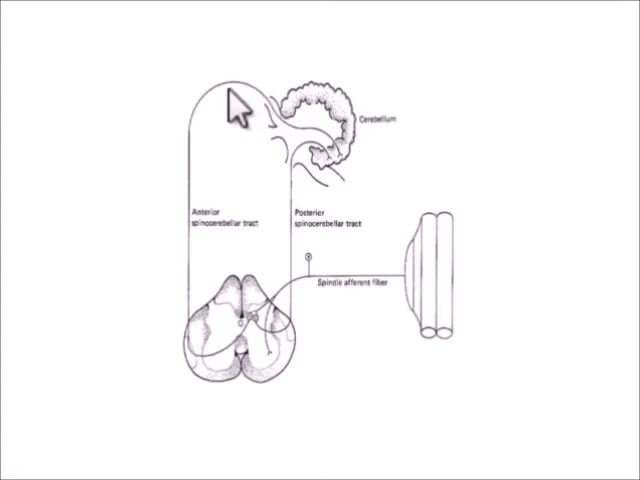 Cerebellum
Anterior
spinocerebellar tract
Posterior
spinocerebellar tract
Spindle afferent fiber